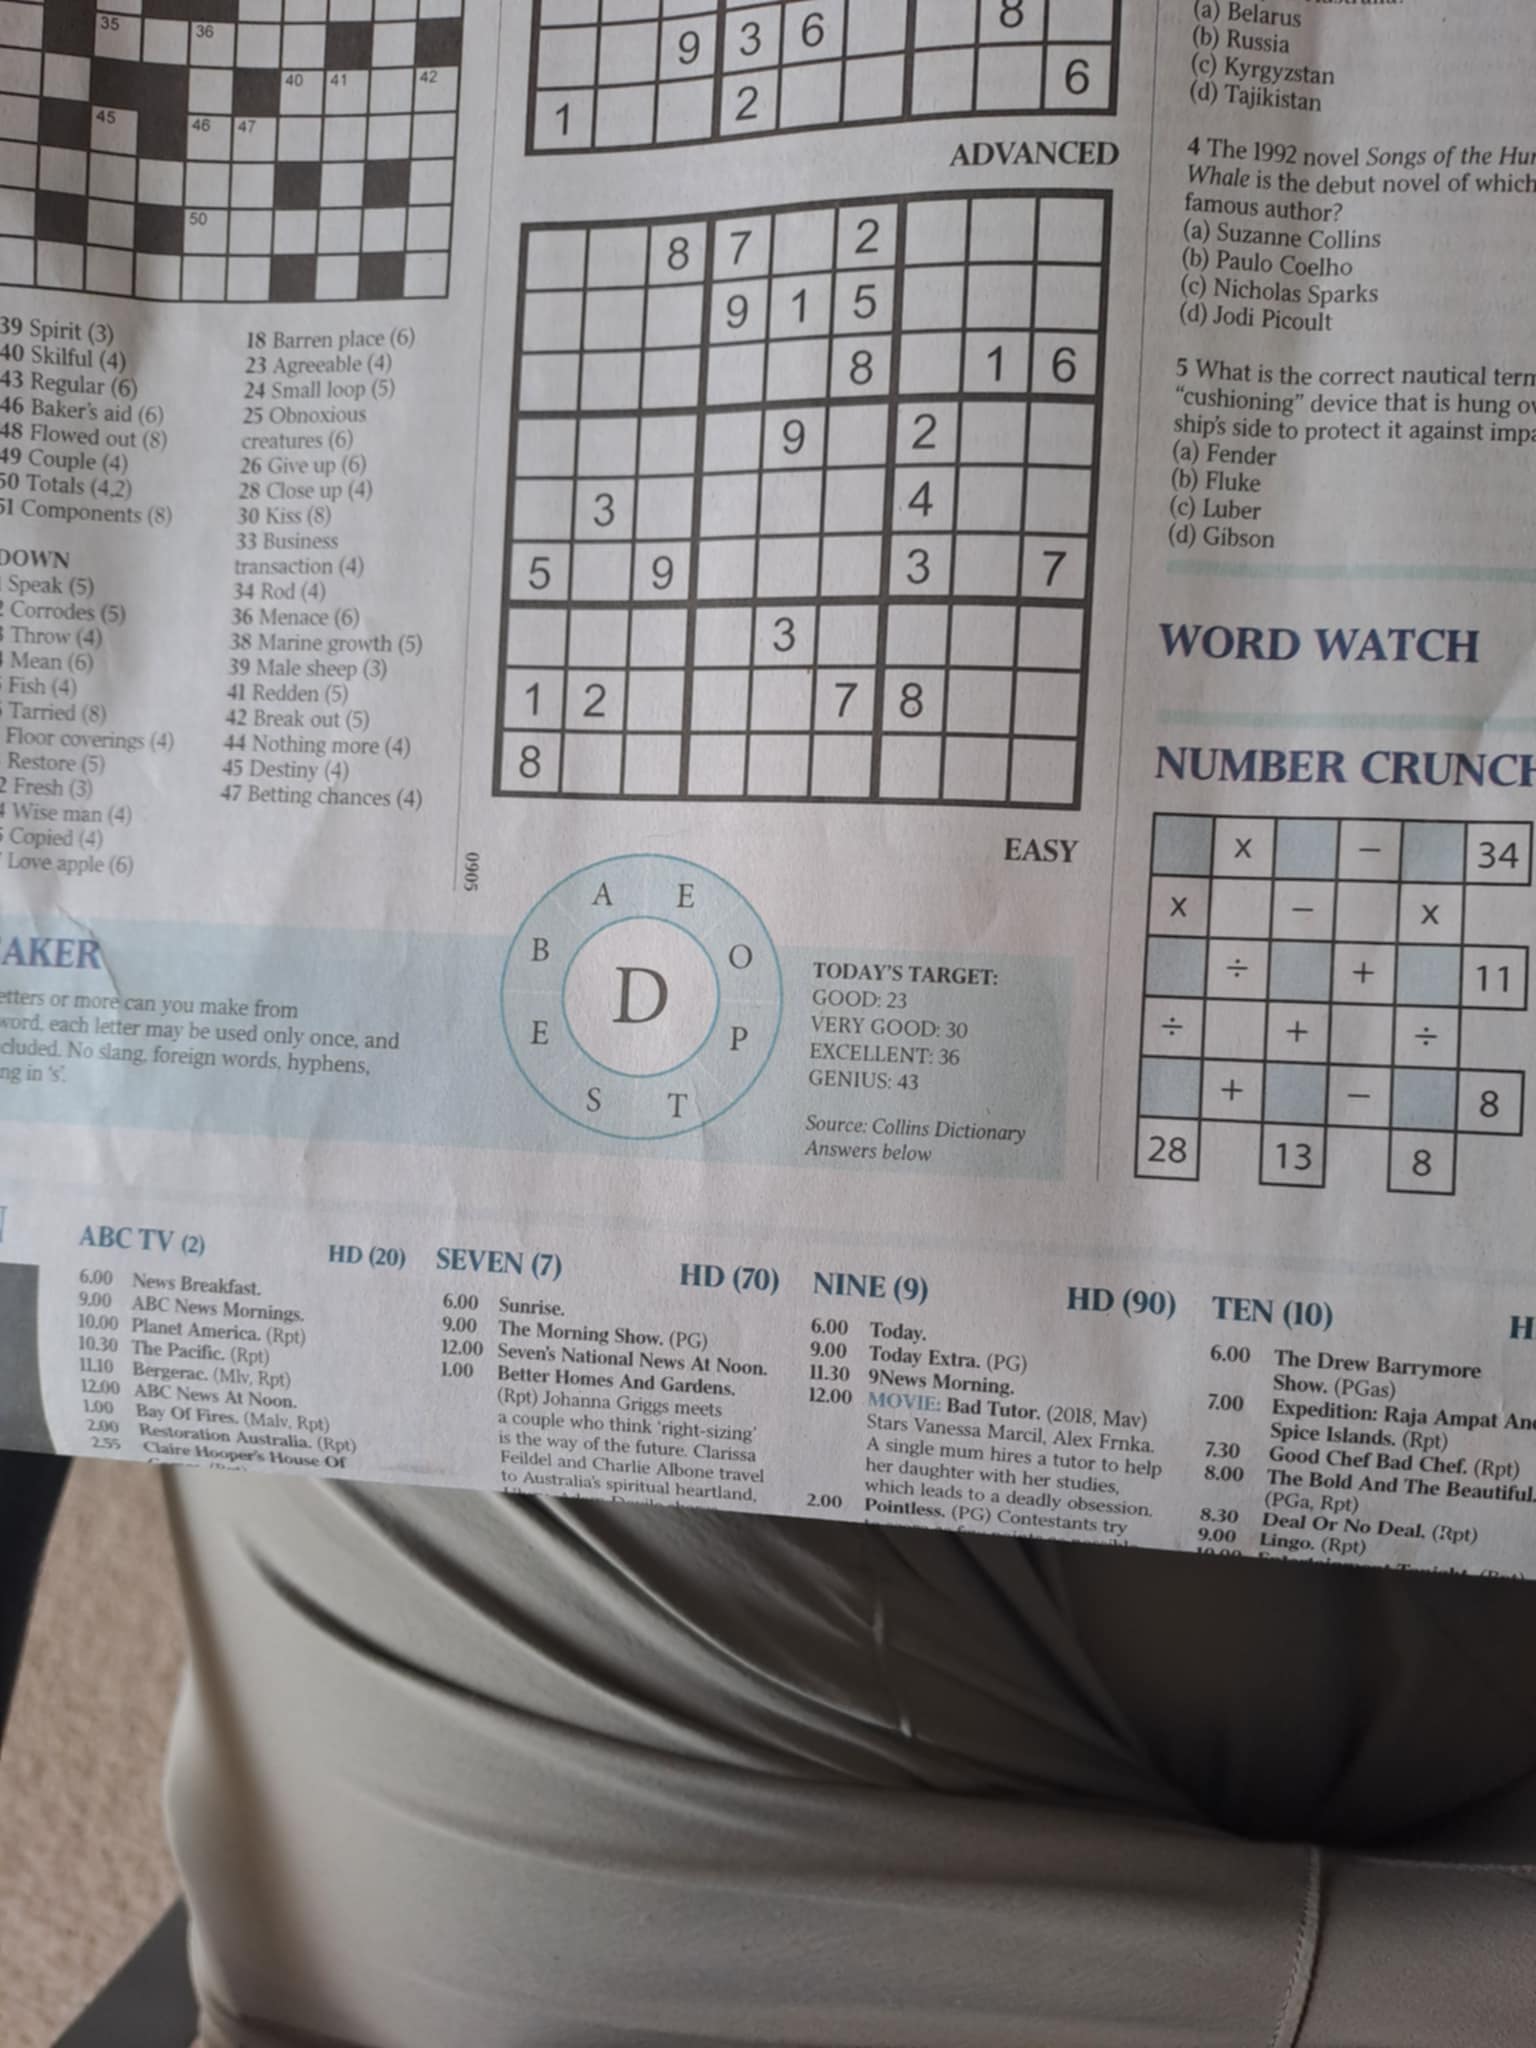 35 36
40 41 42
45 46 47
50
39 Spirit (3)
40 Skilful (4)
43 Regular (6)
46 Baker's aid (6)
48 Flowed out (8)
49 Couple (4)
50 Totals (4,2)
51 Components (8)
DOWN
Speak (5)
2 Corrodes (5)
3 Throw (4)
Mean (6)
Fish (4)
Tarried (8)
Floor coverings (4)
Restore (5)
2 Fresh (3)
4 Wise man (4)
Copied (4)
Love apple (6)
18 Barren place (6)
23 Agreeable (4)
24 Small loop (5)
25 Obnoxious
creatures (6)
26 Give up (6)
28 Close up (4)
30 Kiss (8)
33 Business
transaction (4)
34 Rod (4)
36 Menace (6)
38 Marine growth (5)
39 Male sheep (3)
41 Redden (5)
42 Break out (5)
44 Nothing more (4)
45 Destiny (4)
47 Betting chances (4)
0905
9 3 6 8
1 2 6
ADVANCED
8 7 2
9 1 5
8 1 6
9 2
3 4
5 9 3 7
3
1 2 7 8
8
EASY
(a) Belarus
(b) Russia
(c) Kyrgyzstan
(d) Tajikistan
4 The 1992 novel Songs of the Hum
Whale is the debut novel of which
famous author?
(a) Suzanne Collins
(b) Paulo Coelho
(c) Nicholas Sparks
(d) Jodi Picoult
5 What is the correct nautical term
"cushioning" device that is hung ov
ship's side to protect it against impa
(a) Fender
(b) Fluke
(c) Luber
(d) Gibson
WORD WATCH
NUMBER CRUNCH
x − 34
x − x
÷ + 11
÷ + ÷
+ − 8
28 13 8
AKER
etters or more can you make from
word, each letter may be used only once, and
cluded. No slang, foreign words, hyphens,
ng in 's'.
A E
B O
D
E P
S T
TODAY'S TARGET:
GOOD: 23
VERY GOOD: 30
EXCELLENT: 36
GENIUS: 43
Source: Collins Dictionary
Answers below
ABC TV (2) HD (20)
6.00 News Breakfast.
9.00 ABC News Mornings.
10.00 Planet America. (Rpt)
10.30 The Pacific. (Rpt)
11.10 Bergerac. (Mlv, Rpt)
12.00 ABC News At Noon.
1.00 Bay Of Fires. (Malv, Rpt)
2.00 Restoration Australia. (Rpt)
2.55 Claire Hooper's House Of
SEVEN (7) HD (70)
6.00 Sunrise.
9.00 The Morning Show. (PG)
12.00 Seven's National News At Noon.
1.00 Better Homes And Gardens.
(Rpt) Johanna Griggs meets
a couple who think 'right-sizing'
is the way of the future. Clarissa
Feildel and Charlie Albone travel
to Australia's spiritual heartland,
NINE (9) HD (90)
6.00 Today.
9.00 Today Extra. (PG)
11.30 9News Morning.
12.00 MOVIE: Bad Tutor. (2018, Mav)
Stars Vanessa Marcil, Alex Frnka.
A single mum hires a tutor to help
her daughter with her studies,
which leads to a deadly obsession.
2.00 Pointless. (PG) Contestants try
TEN (10) H
6.00 The Drew Barrymore
Show. (PGas)
7.00 Expedition: Raja Ampat And
Spice Islands. (Rpt)
7.30 Good Chef Bad Chef. (Rpt)
8.00 The Bold And The Beautiful.
(PGa, Rpt)
8.30 Deal Or No Deal. (Rpt)
9.00 Lingo. (Rpt)